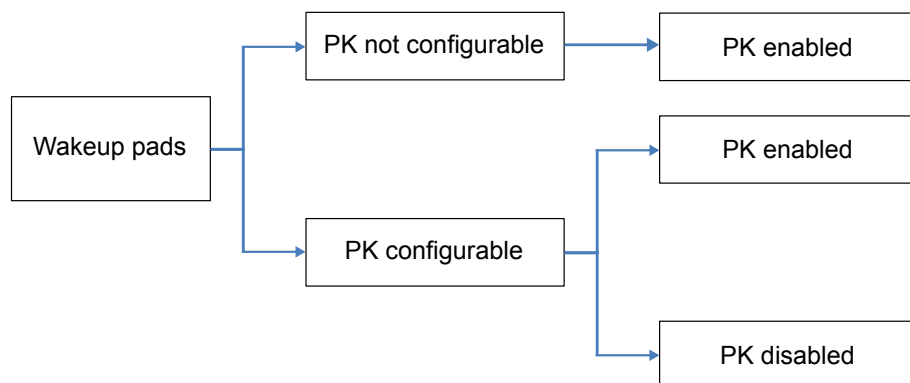 PK not configurable
PK enabled
Wakeup pads
PK enabled
PK configurable
PK disabled